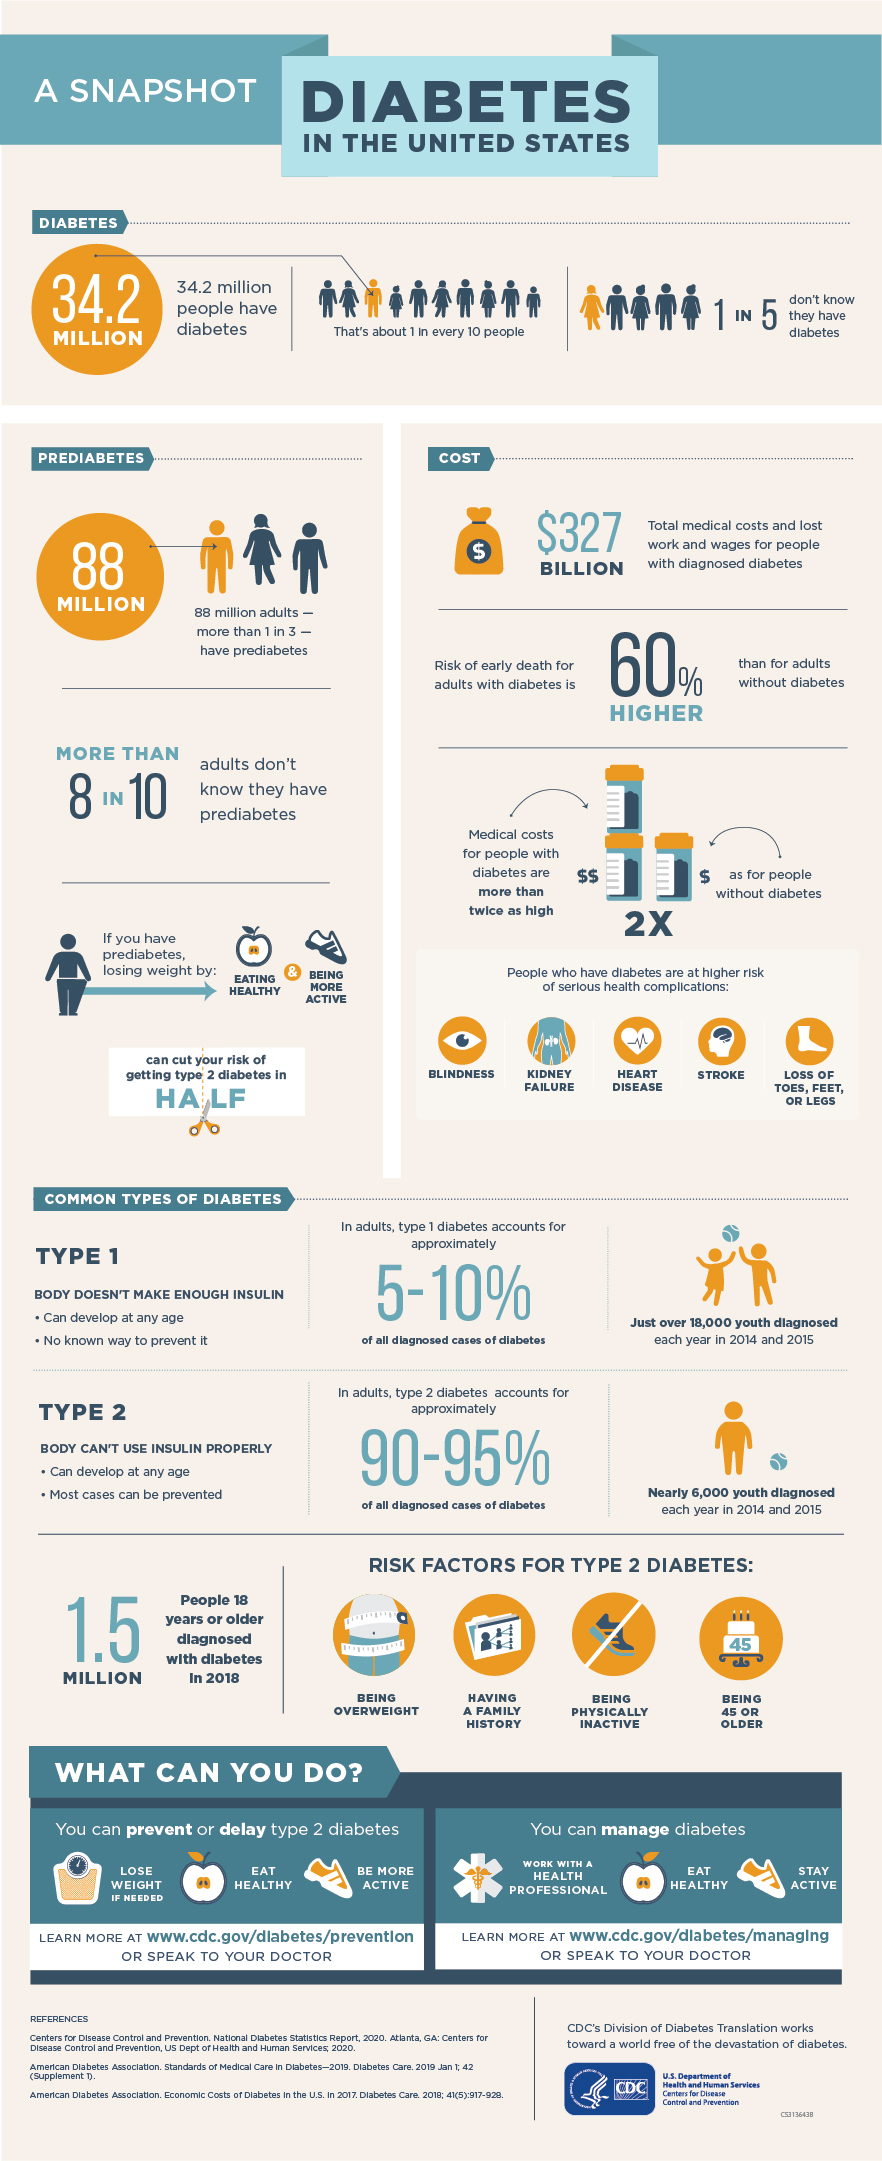 A SNAPSHOT
DIABETES
IN THE UNITED STATES
DIABETES
34.2
MILLION
34.2 million
people have
diabetes
That's about 1 in every 10 people
1 IN 5
don't know
they have
diabetes
PREDIABETES
88
MILLION
88 million adults —
more than 1 in 3 —
have prediabetes
MORE THAN
8 IN 10
adults don't
know they have
prediabetes
If you have
prediabetes,
losing weight by:
EATING
HEALTHY
&
BEING
MORE
ACTIVE
can cut your risk of
getting type 2 diabetes in
HALF
COST
$
$327
BILLION
Total medical costs and lost
work and wages for people
with diagnosed diabetes
Risk of early death for
adults with diabetes is
60%
HIGHER
than for adults
without diabetes
Medical costs
for people with
diabetes are
more than
twice as high
$$
$
as for people
without diabetes
2X
People who have diabetes are at higher risk
of serious health complications:
BLINDNESS
KIDNEY
FAILURE
HEART
DISEASE
STROKE
LOSS OF
TOES, FEET,
OR LEGS
COMMON TYPES OF DIABETES
TYPE 1
BODY DOESN'T MAKE ENOUGH INSULIN
• Can develop at any age
• No known way to prevent it
In adults, type 1 diabetes accounts for
approximately
5-10%
of all diagnosed cases of diabetes
Just over 18,000 youth diagnosed
each year in 2014 and 2015
TYPE 2
BODY CAN'T USE INSULIN PROPERLY
• Can develop at any age
• Most cases can be prevented
In adults, type 2 diabetes accounts for
approximately
90-95%
of all diagnosed cases of diabetes
Nearly 6,000 youth diagnosed
each year in 2014 and 2015
1.5
MILLION
People 18
years or older
diagnosed
with diabetes
in 2018
RISK FACTORS FOR TYPE 2 DIABETES:
BEING
OVERWEIGHT
HAVING
A FAMILY
HISTORY
BEING
PHYSICALLY
INACTIVE
45
BEING
45 OR
OLDER
WHAT CAN YOU DO?
You can prevent or delay type 2 diabetes
LOSE
WEIGHT
IF NEEDED
EAT
HEALTHY
BE MORE
ACTIVE
LEARN MORE AT www.cdc.gov/diabetes/prevention
OR SPEAK TO YOUR DOCTOR
You can manage diabetes
WORK WITH A
HEALTH
PROFESSIONAL
EAT
HEALTHY
STAY
ACTIVE
LEARN MORE AT www.cdc.gov/diabetes/managing
OR SPEAK TO YOUR DOCTOR
REFERENCES
Centers for Disease Control and Prevention. National Diabetes Statistics Report, 2020. Atlanta, GA: Centers for
Disease Control and Prevention, US Dept of Health and Human Services; 2020.
American Diabetes Association. Standards of Medical Care in Diabetes—2019. Diabetes Care. 2019 Jan 1; 42
(Supplement 1).
American Diabetes Association. Economic Costs of Diabetes in the U.S. in 2017. Diabetes Care. 2018; 41(5):917-928.
CDC's Division of Diabetes Translation works
toward a world free of the devastation of diabetes.
CDC
U.S. Department of
Health and Human Services
Centers for Disease
Control and Prevention
CS313643B